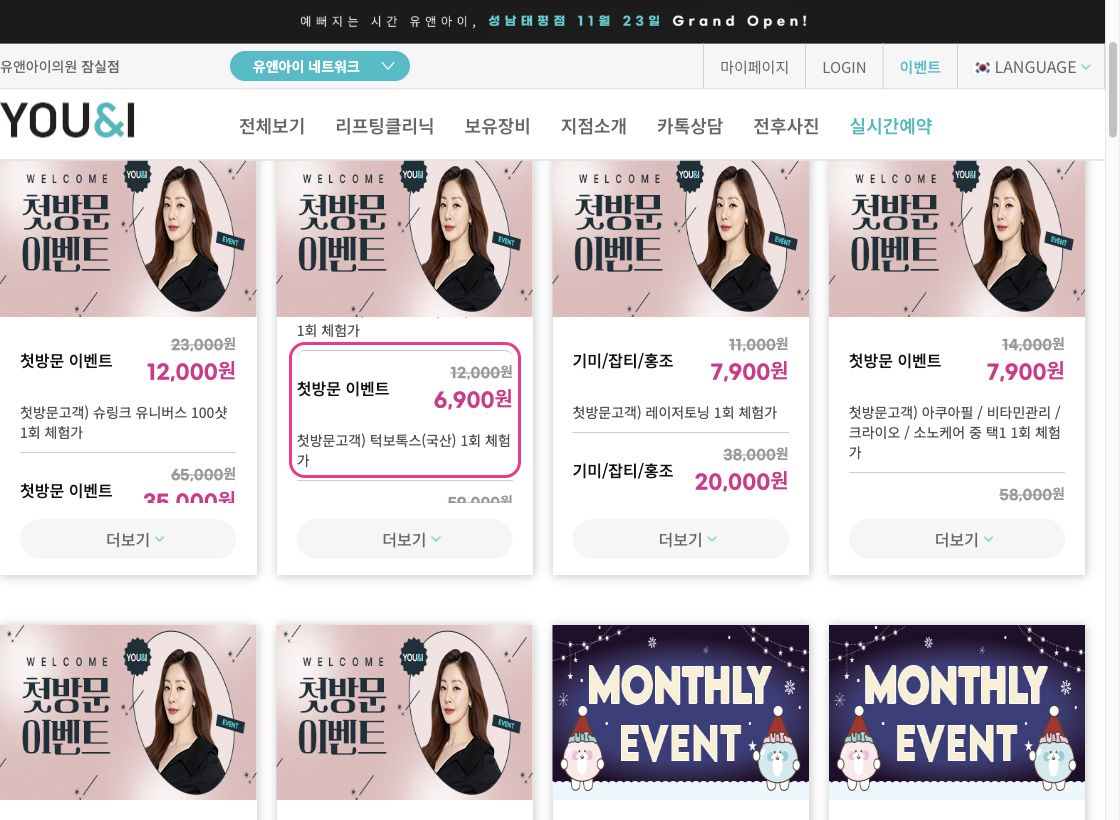 예뻐지는 시간 유앤아이, 성남태평점 11월 23일 Grand Open!
유앤아이의원 잠실점
유앤아이 네트워크
마이페이지
LOGIN
이벤트
LANGUAGE
YOU&I
전체보기
리프팅클리닉
보유장비
지점소개
카톡상담
전후사진
실시간예약
WELCOME
YOU&I
첫방문
이벤트
EVENT
23,000원
첫방문 이벤트
12,000원
첫방문고객) 슈링크 유니버스 100샷
1회 체험가
65,000원
첫방문 이벤트
35,000원
더보기
WELCOME
YOU&I
첫방문
이벤트
EVENT
1회 체험가
12,000원
첫방문 이벤트
6,900원
첫방문고객) 턱보톡스(국산) 1회 체험
가
59,000원
더보기
WELCOME
YOU&I
첫방문
이벤트
EVENT
11,000원
기미/잡티/홍조
7,900원
첫방문고객) 레이저토닝 1회 체험가
38,000원
기미/잡티/홍조
20,000원
더보기
WELCOME
YOU&I
첫방문
이벤트
EVENT
14,000원
첫방문 이벤트
7,900원
첫방문고객) 아쿠아필 / 비타민관리 /
크라이오 / 소노케어 중 택1 1회 체험
가
58,000원
더보기
WELCOME
YOU&I
첫방문
이벤트
EVENT
WELCOME
YOU&I
첫방문
이벤트
EVENT
MONTHLY
EVENT
MONTHLY
EVENT